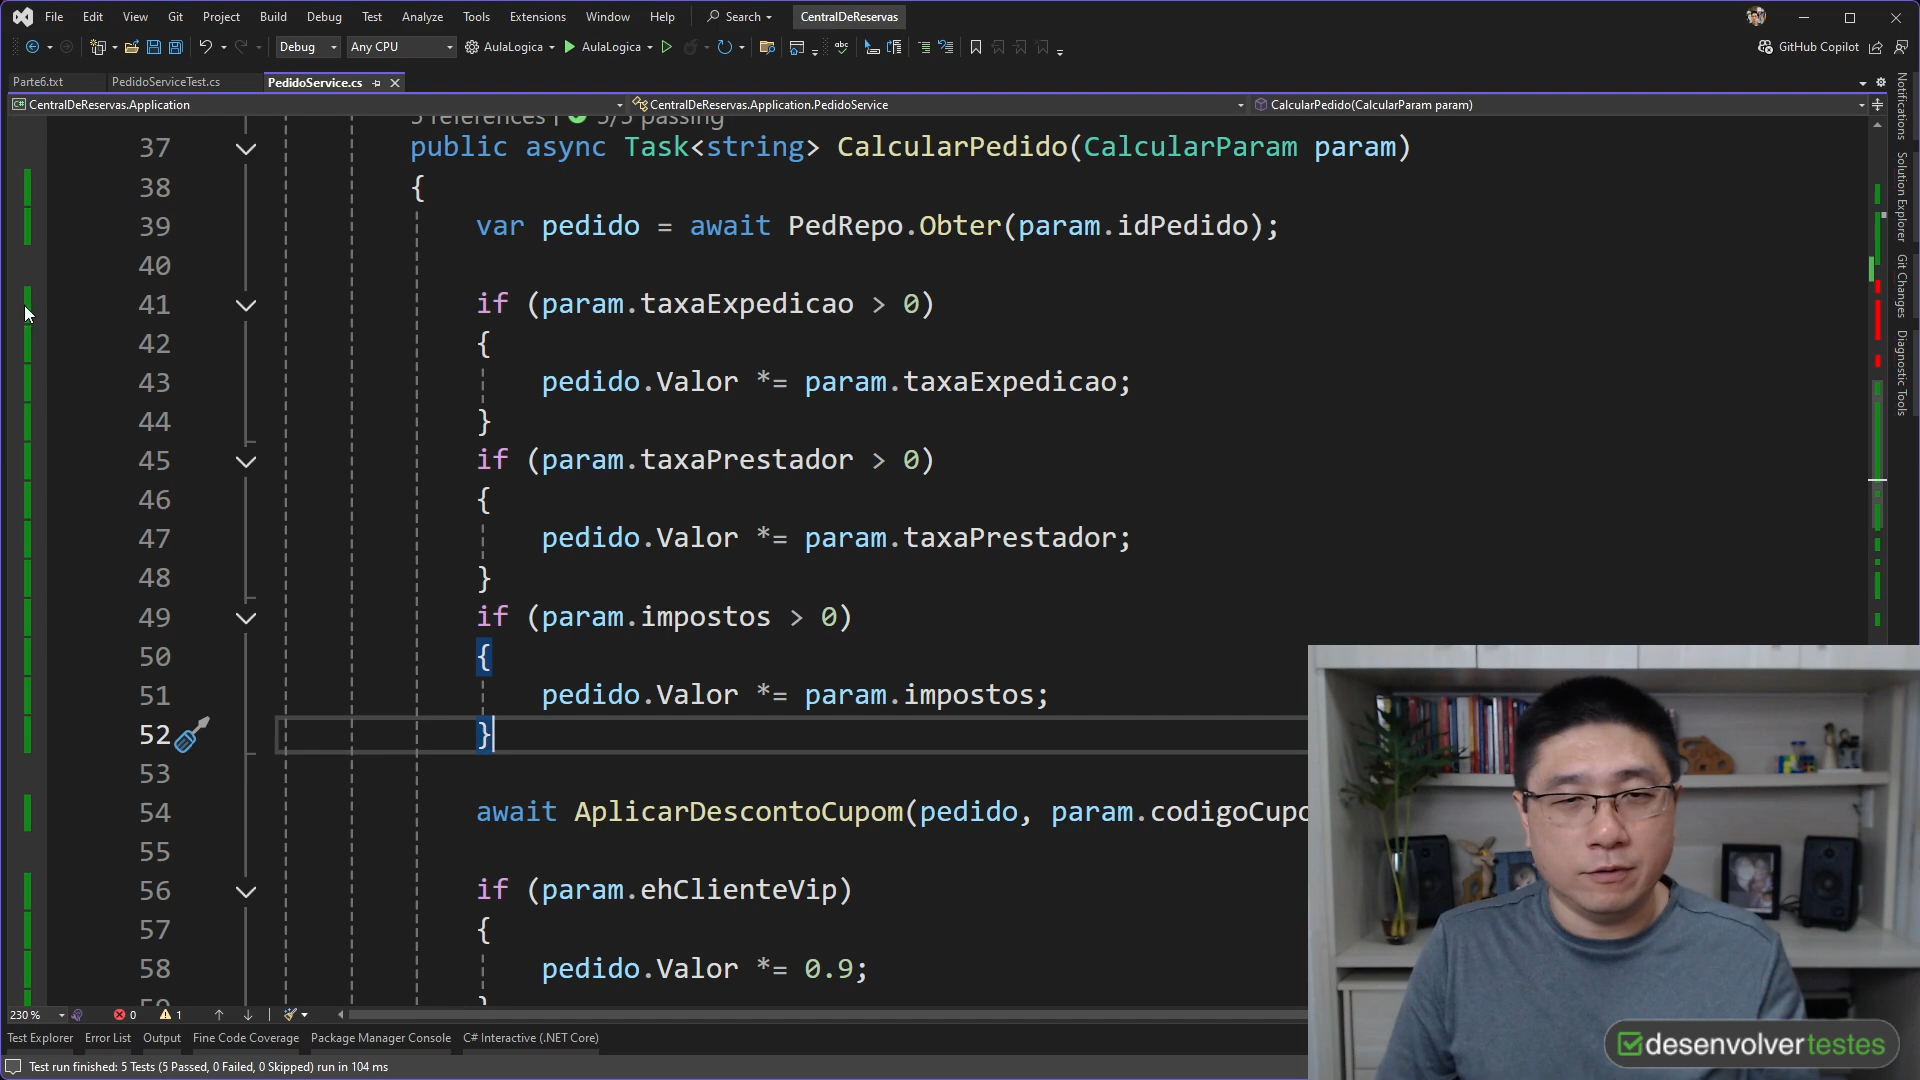 File Edit View Git Project Build Debug Test Analyze Tools Extensions Window Help Search CentralDeReservas
Debug Any CPU AulaLogica AulaLogica GitHub Copilot
Parte6.txt PedidoServiceTest.cs PedidoService.cs
CentralDeReservas.Application CentralDeReservas.Application.PedidoService CalcularPedido(CalcularParam param)
5 references | 5/5 passing
37 public async Task<string> CalcularPedido(CalcularParam param)
38 {
39 var pedido = await PedRepo.Obter(param.idPedido);
40
41 if (param.taxaExpedicao > 0)
42 {
43 pedido.Valor *= param.taxaExpedicao;
44 }
45 if (param.taxaPrestador > 0)
46 {
47 pedido.Valor *= param.taxaPrestador;
48 }
49 if (param.impostos > 0)
50 {
51 pedido.Valor *= param.impostos;
52 }
53
54 await AplicarDescontoCupom(pedido, param.codigoCupo
55
56 if (param.ehClienteVip)
57 {
58 pedido.Valor *= 0.9;
59 }
Notifications
Solution Explorer
Git Changes
Diagnostic Tools
230 % 0 1
Test Explorer Error List Output Fine Code Coverage Package Manager Console C# Interactive (.NET Core)
Test run finished: 5 Tests (5 Passed, 0 Failed, 0 Skipped) run in 104 ms
desenvolvertestes